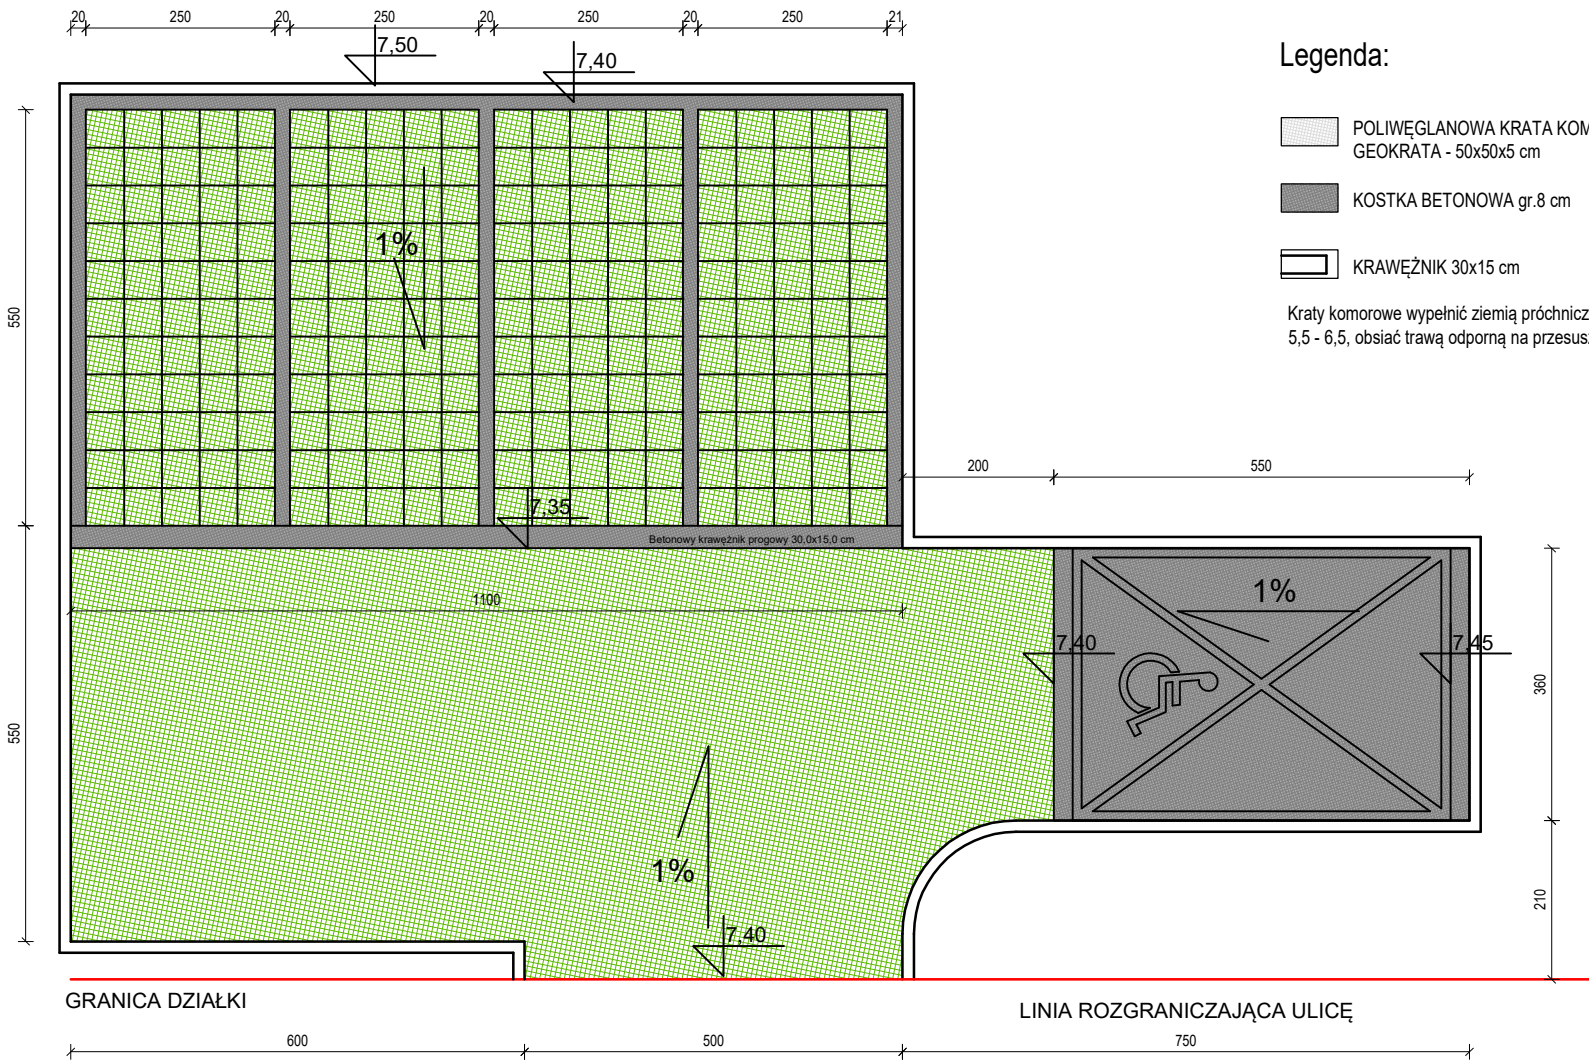 20 250 20 250 20 250 20 250 21
7,50
7,40
Legenda:
POLIWĘGLANOWA KRATA
GEOKRATA - 50x50x5 cm
KOSTKA BETONOWA gr.8 cm
KRAWĘŻNIK 30x15 cm
Kraty komorowe wypełnić ziemią
5,5 - 6,5, obsiać trawą odporną na
1%
550
200 550
7,35
Betonowy krawężnik progowy 30,0x15,0 cm
1100
1%
7,40
7,45
360
550
1%
210
7,40
GRANICA DZIAŁKI
LINIA ROZGRANICZAJĄCA ULICĘ
600 500 750